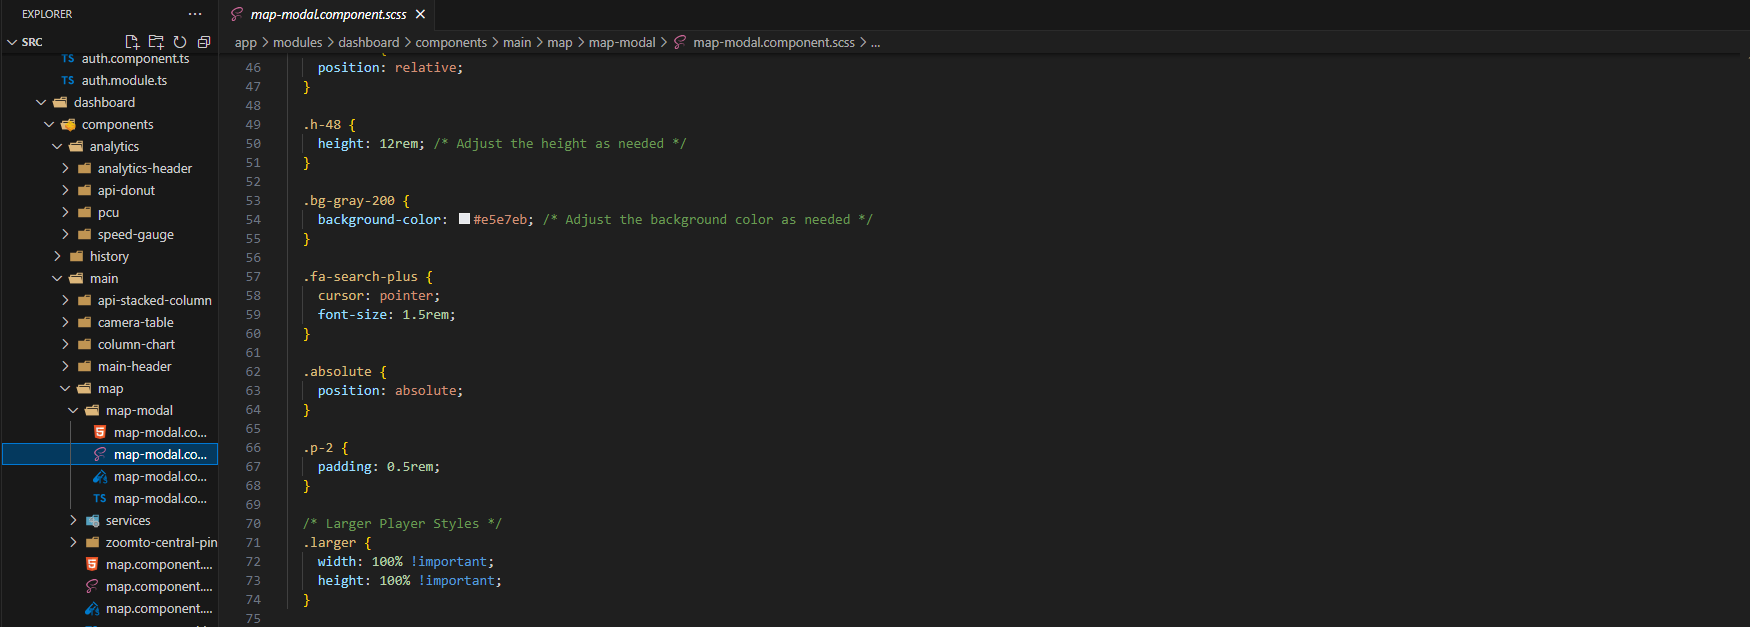 EXPLORER
···
SRC
TS auth.component.ts
TS auth.module.ts
dashboard
components
analytics
analytics-header
api-donut
pcu
speed-gauge
history
main
api-stacked-column
camera-table
column-chart
main-header
map
map-modal
map-modal.co...
map-modal.co...
map-modal.co...
TS map-modal.co...
services
zoomto-central-pin
map.component....
map.component....
map.component....
map-modal.component.scss ×
app > modules > dashboard > components > main > map > map-modal > map-modal.component.scss > ...
46 position: relative;
47 }
48
49 .h-48 {
50 height: 12rem; /* Adjust the height as needed */
51 }
52
53 .bg-gray-200 {
54 background-color: #e5e7eb; /* Adjust the background color as needed */
55 }
56
57 .fa-search-plus {
58 cursor: pointer;
59 font-size: 1.5rem;
60 }
61
62 .absolute {
63 position: absolute;
64 }
65
66 .p-2 {
67 padding: 0.5rem;
68 }
69
70 /* Larger Player Styles */
71 .larger {
72 width: 100% !important;
73 height: 100% !important;
74 }
75